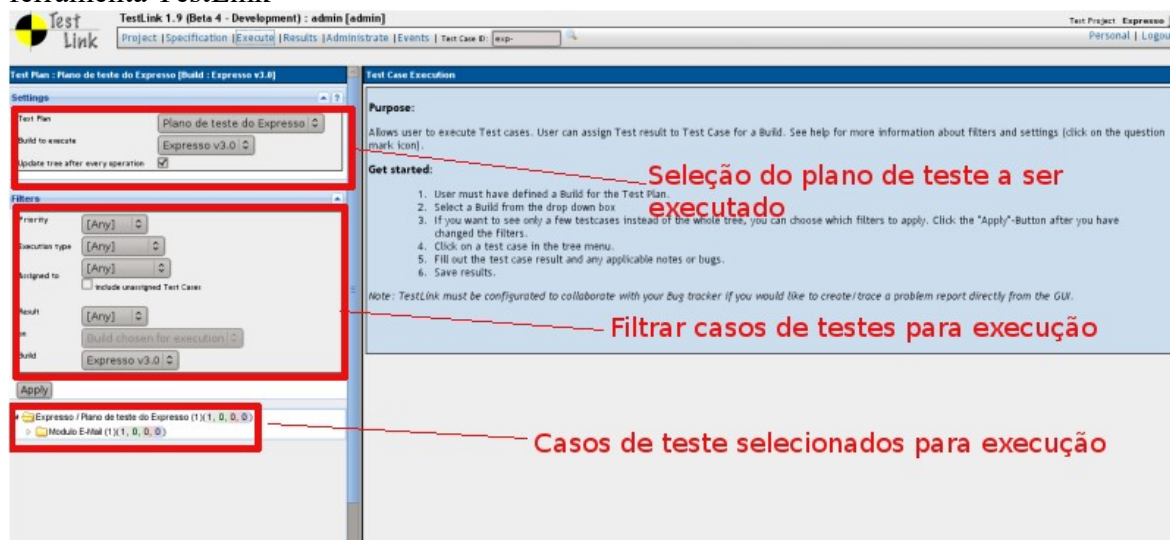 ferramenta TestLink
Test Link
TestLink 1.9 (Beta 4 - Development) : admin [admin]
Test Project Expresso
Project | Specification | Execute | Results | Administrate | Events | Test Case ID: exp-
Personal | Logou
Test Plan : Plano de teste do Expresso [Build : Expresso v3.0]
Settings
Test Plan Plano de teste do Expresso
Build to execute Expresso v3.0
Update tree after every operation
Filters
Priority [Any]
Execution type [Any]
Assigned to [Any]
include unassigned Test Cases
Result [Any]
on Build chosen for execution
Build Expresso v3.0
Apply
Expresso / Plano de teste do Expresso (1)(1, 0, 0, 0)
Modulo E-Mail (1)(1, 0, 0, 0)
Test Case Execution
Purpose:
Allows user to execute Test cases. User can assign Test result to Test Case for a Build. See help for more information about filters and settings (click on the question
mark icon).
Get started:
1. User must have defined a Build for the Test Plan.
2. Select a Build from the drop down box
3. If you want to see only a few testcases instead of the whole tree, you can choose which filters to apply. Click the "Apply"-Button after you have
changed the filters.
4. Click on a test case in the tree menu.
5. Fill out the test case result and any applicable notes or bugs.
6. Save results.
Note: TestLink must be configurated to collaborate with your Bug tracker if you would like to create/trace a problem report directly from the GUI.
Seleção do plano de teste a ser
executado
Filtrar casos de testes para execução
Casos de teste selecionados para execução